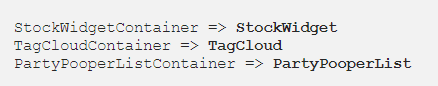 StockWidgetContainer => StockWidget
TagCloudContainer => TagCloud
PartyPooperListContainer => PartyPooperList